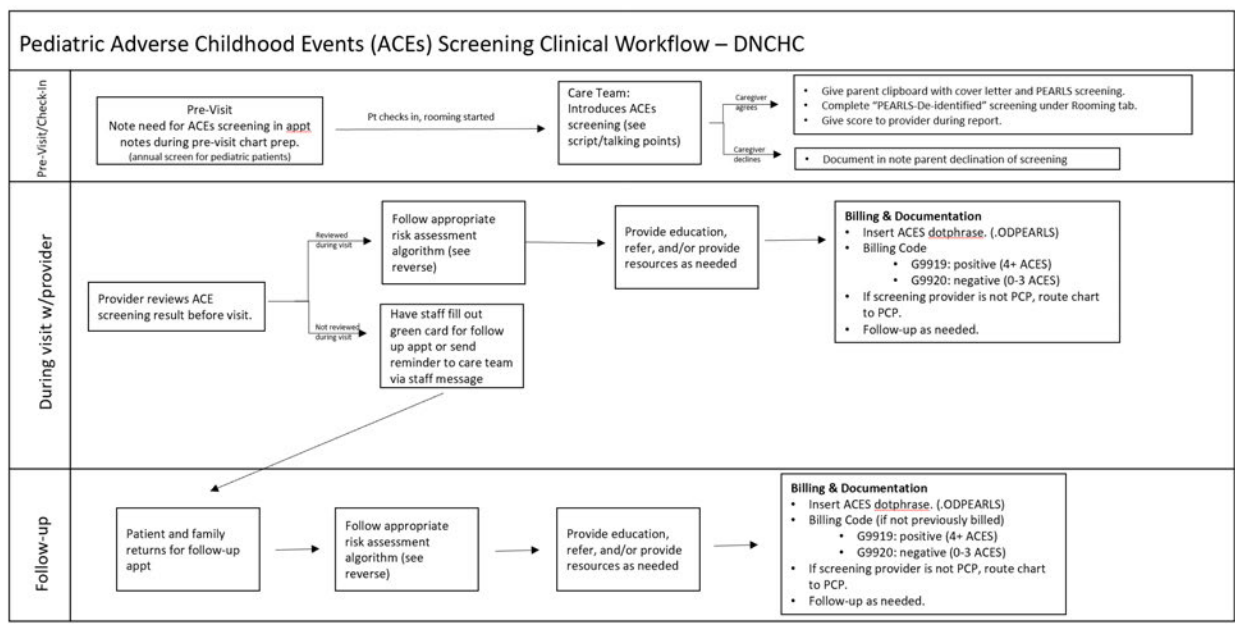 Pediatric Adverse Childhood Events (ACEs) Screening Clinical Workflow – DNCHC
Pre-Visit/Check-In
Pre-Visit
Note need for ACEs screening in appt
notes during pre-visit chart prep.
(annual screen for pediatric patients)
Pt checks in, rooming started
Care Team:
Introduces ACEs
screening (see
script/talking points)
Caregiver
agrees
• Give parent clipboard with cover letter and PEARLS screening.
• Complete “PEARLS-De-identified” screening under Rooming tab.
• Give score to provider during report.
Caregiver
declines
• Document in note parent declination of screening
During visit w/provider
Provider reviews ACE
screening result before visit.
Reviewed
during visit
Follow appropriate
risk assessment
algorithm (see
reverse)
Provide education,
refer, and/or provide
resources as needed
Billing & Documentation
• Insert ACES dotphrase. (.ODPEARLS)
• Billing Code
• G9919: positive (4+ ACES)
• G9920: negative (0-3 ACES)
• If screening provider is not PCP, route chart
to PCP.
• Follow-up as needed.
Not reviewed
during visit
Have staff fill out
green card for follow
up appt or send
reminder to care team
via staff message
Follow-up
Patient and family
returns for follow-up
appt
Follow appropriate
risk assessment
algorithm (see
reverse)
Provide education,
refer, and/or provide
resources as needed
Billing & Documentation
• Insert ACES dotphrase. (.ODPEARLS)
• Billing Code (if not previously billed)
• G9919: positive (4+ ACES)
• G9920: negative (0-3 ACES)
• If screening provider is not PCP, route chart
to PCP.
• Follow-up as needed.